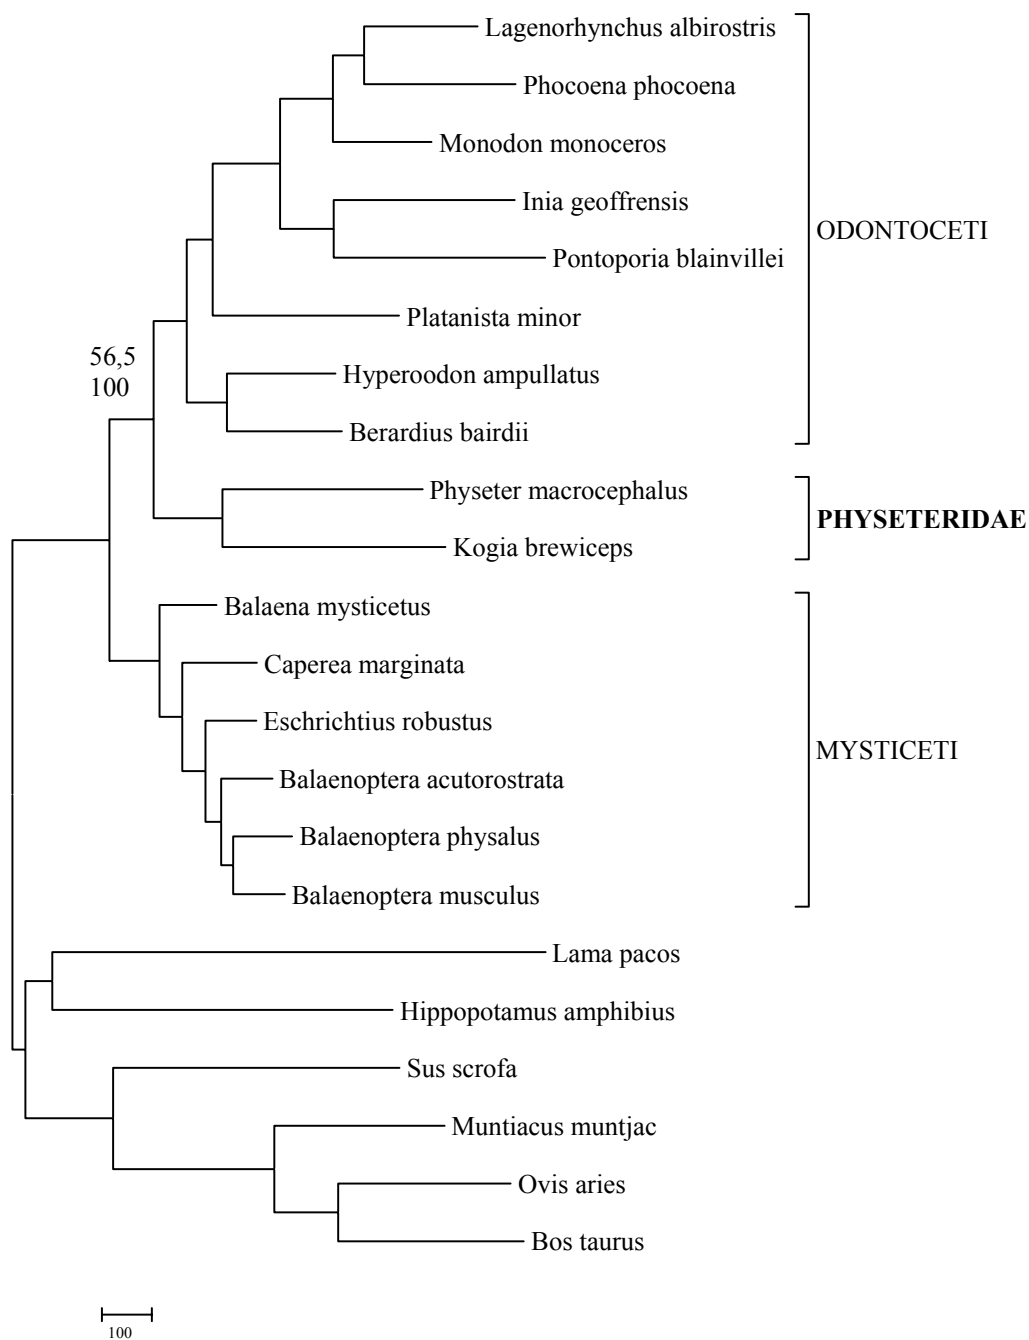 Lagenorhynchus albirostris
Phocoena phocoena
Monodon monoceros
Inia geoffrensis
ODONTOCETI
Pontoporia blainvillei
Platanista minor
56,5
100
Hyperoodon ampullatus
Berardius bairdii
Physeter macrocephalus
PHYSETERIDAE
Kogia brewiceps
Balaena mysticetus
Caperea marginata
Eschrichtius robustus
MYSTICETI
Balaenoptera acutorostrata
Balaenoptera physalus
Balaenoptera musculus
Lama pacos
Hippopotamus amphibius
Sus scrofa
Muntiacus muntjac
Ovis aries
Bos taurus
100